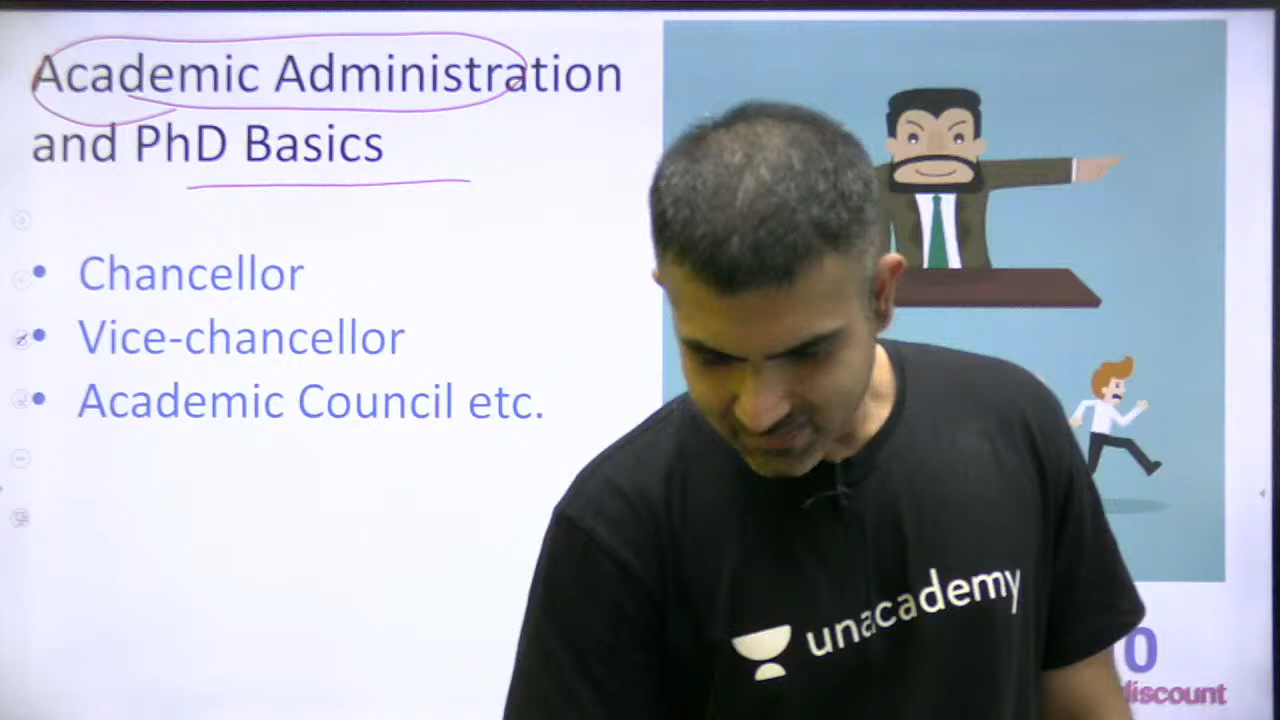 Academic Administration
and PhD Basics
• Chancellor
• Vice-chancellor
• Academic Council etc.
unacademy
0
discount